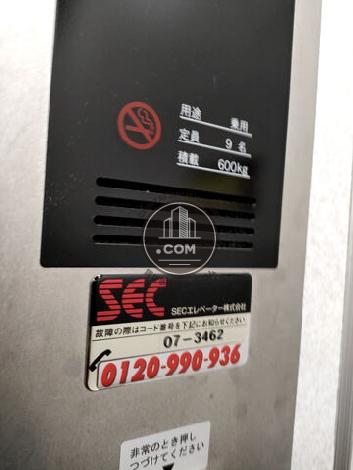 用途 乗用
定員 9名
積載 600kg
.COM
SEC
SECエレベーター株式会社
故障の際はコード番号を下記にお知らせください
07-3462
0120-990-936
非常のとき押し
つづけてください